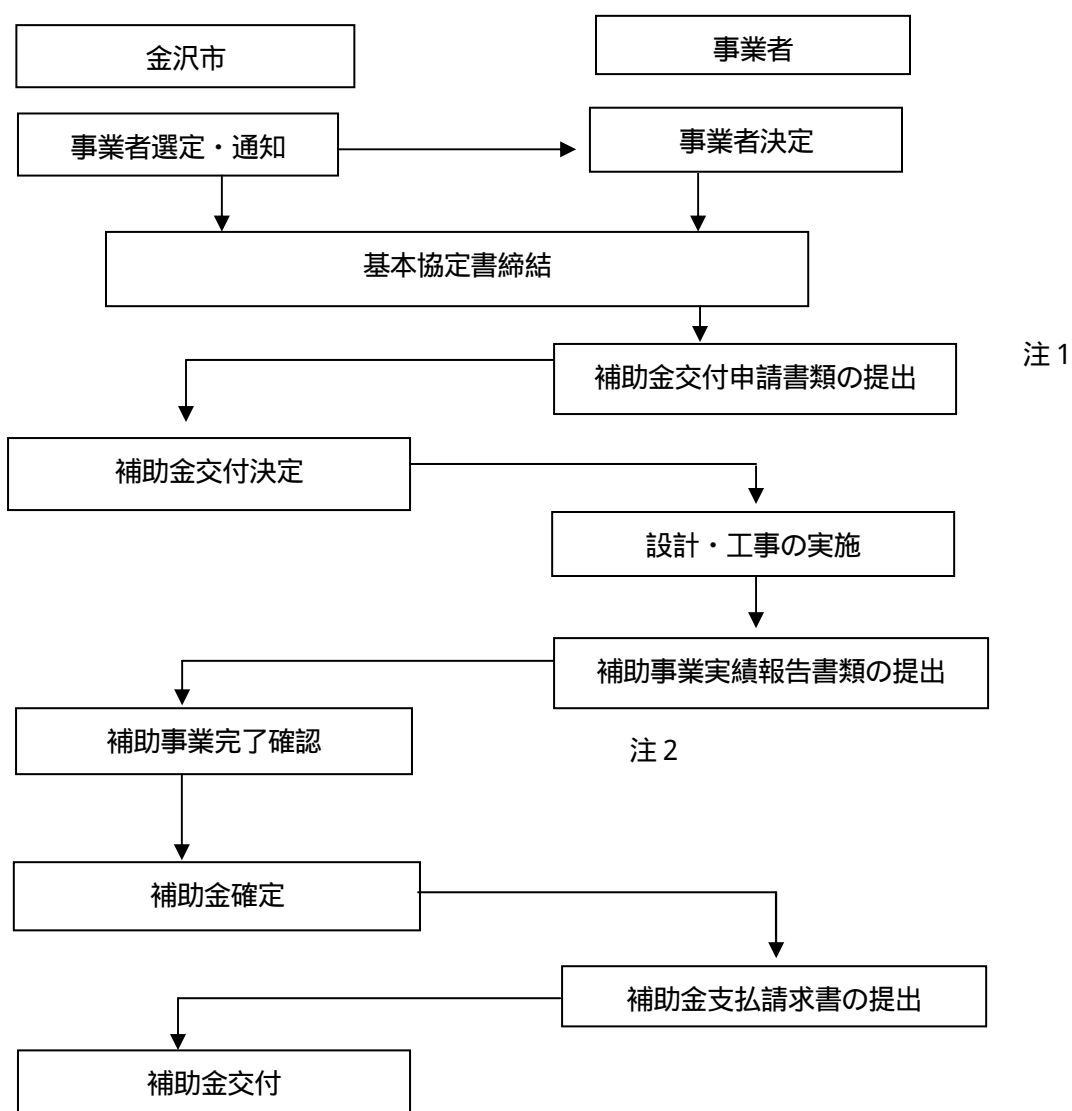 金沢市
事業者
事業者選定・通知
事業者決定
基本協定書締結
補助金交付申請書類の提出
注1
補助金交付決定
設計・工事の実施
補助事業実績報告書類の提出
補助事業完了確認
注2
補助金確定
補助金支払請求書の提出
補助金交付